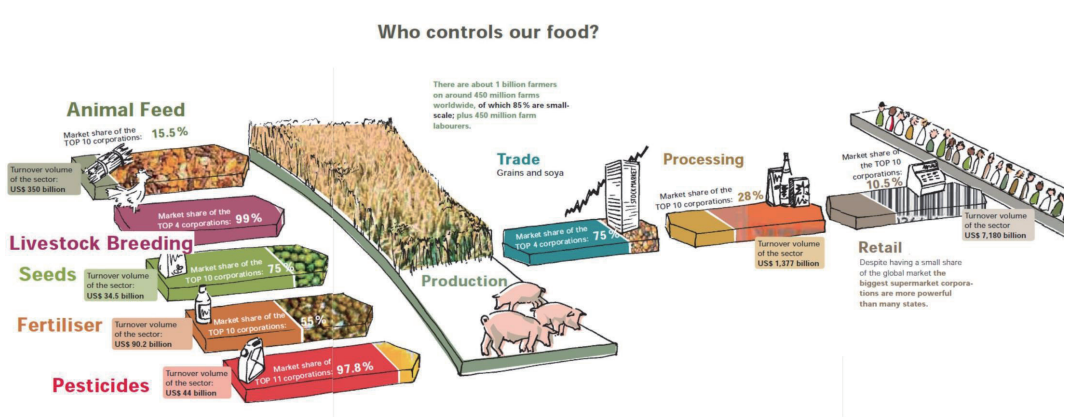 Who controls our food?
There are about 1 billion farmers
on around 450 million farms
worldwide, of which 85% are small-
scale; plus 450 million farm
labourers.
Animal Feed
Market share of the
TOP 10 corporations: 15.5%
Turnover volume
of the sector:
US$ 350 billion
Market share of the
TOP 4 corporations: 99%
Livestock Breeding
Seeds
Turnover volume
of the sector:
US$ 34.5 billion
Market share of the
TOP 10 corporations: 75%
Fertiliser
Turnover volume
of the sector:
US$ 90.2 billion
Market share of the
TOP 10 corporations: 55%
Pesticides
Turnover volume
of the sector:
US$ 44 billion
Market share of
TOP 11 corporations: 97.8%
Production
Trade
Grains and soya
STOCK MARKET
Market share of the
TOP 4 corporations: 75%
Processing
Market share of the
TOP 10 corporations: 28%
Turnover volume
of the sector
US$ 1,377 billion
Market share of
the TOP 10
corporations:
10.5%
Turnover volume
of the sector
US$ 7,180 billion
Retail
Despite having a small share
of the global market the
biggest supermarket corpora-
tions are more powerful
than many states.